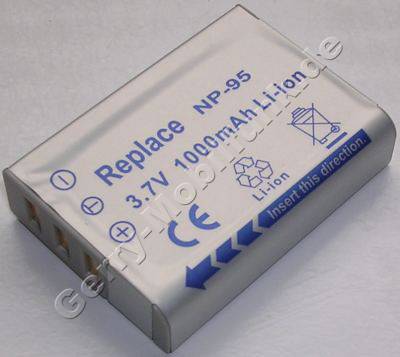 Replace NP-95
3.7V 1000mAh Li-ion
CE
Li-ion
Insert this direction.
Gerry-Mobilfunk.de